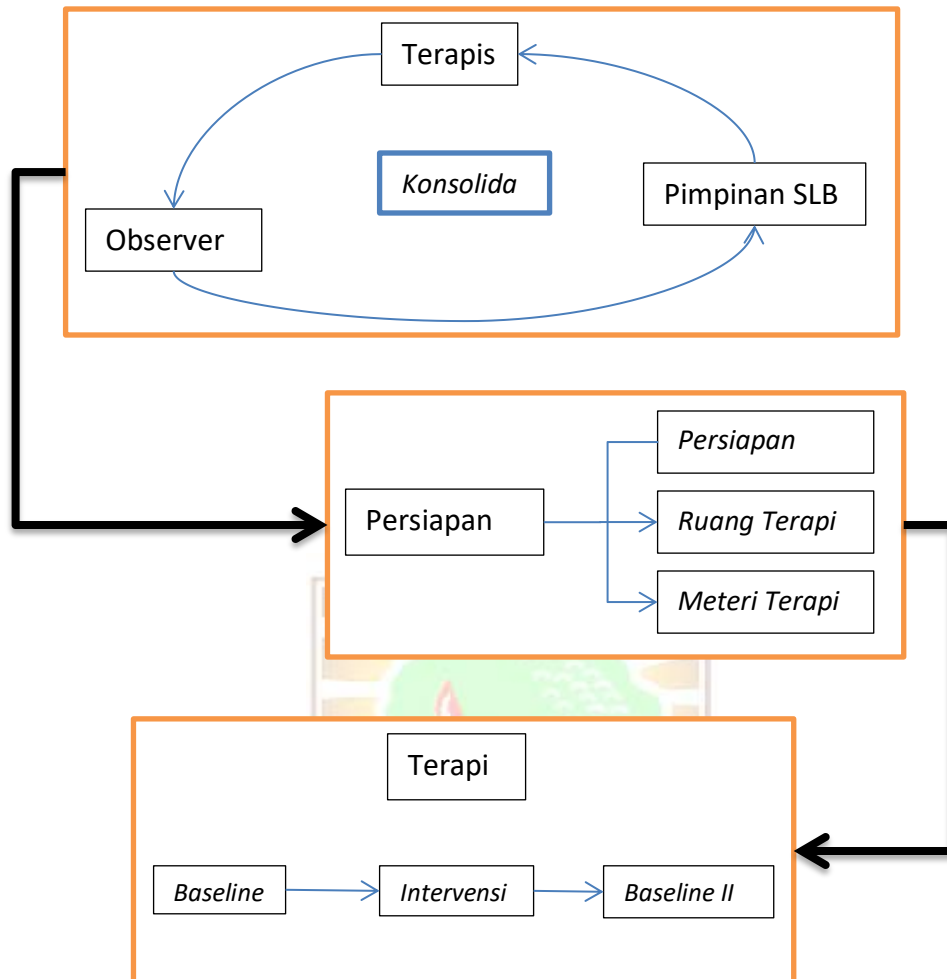 Terapis
Konsolida
Pimpinan SLB
Observer
Persiapan
Persiapan
Ruang Terapi
Meteri Terapi
Terapi
Baseline
Intervensi
Baseline II